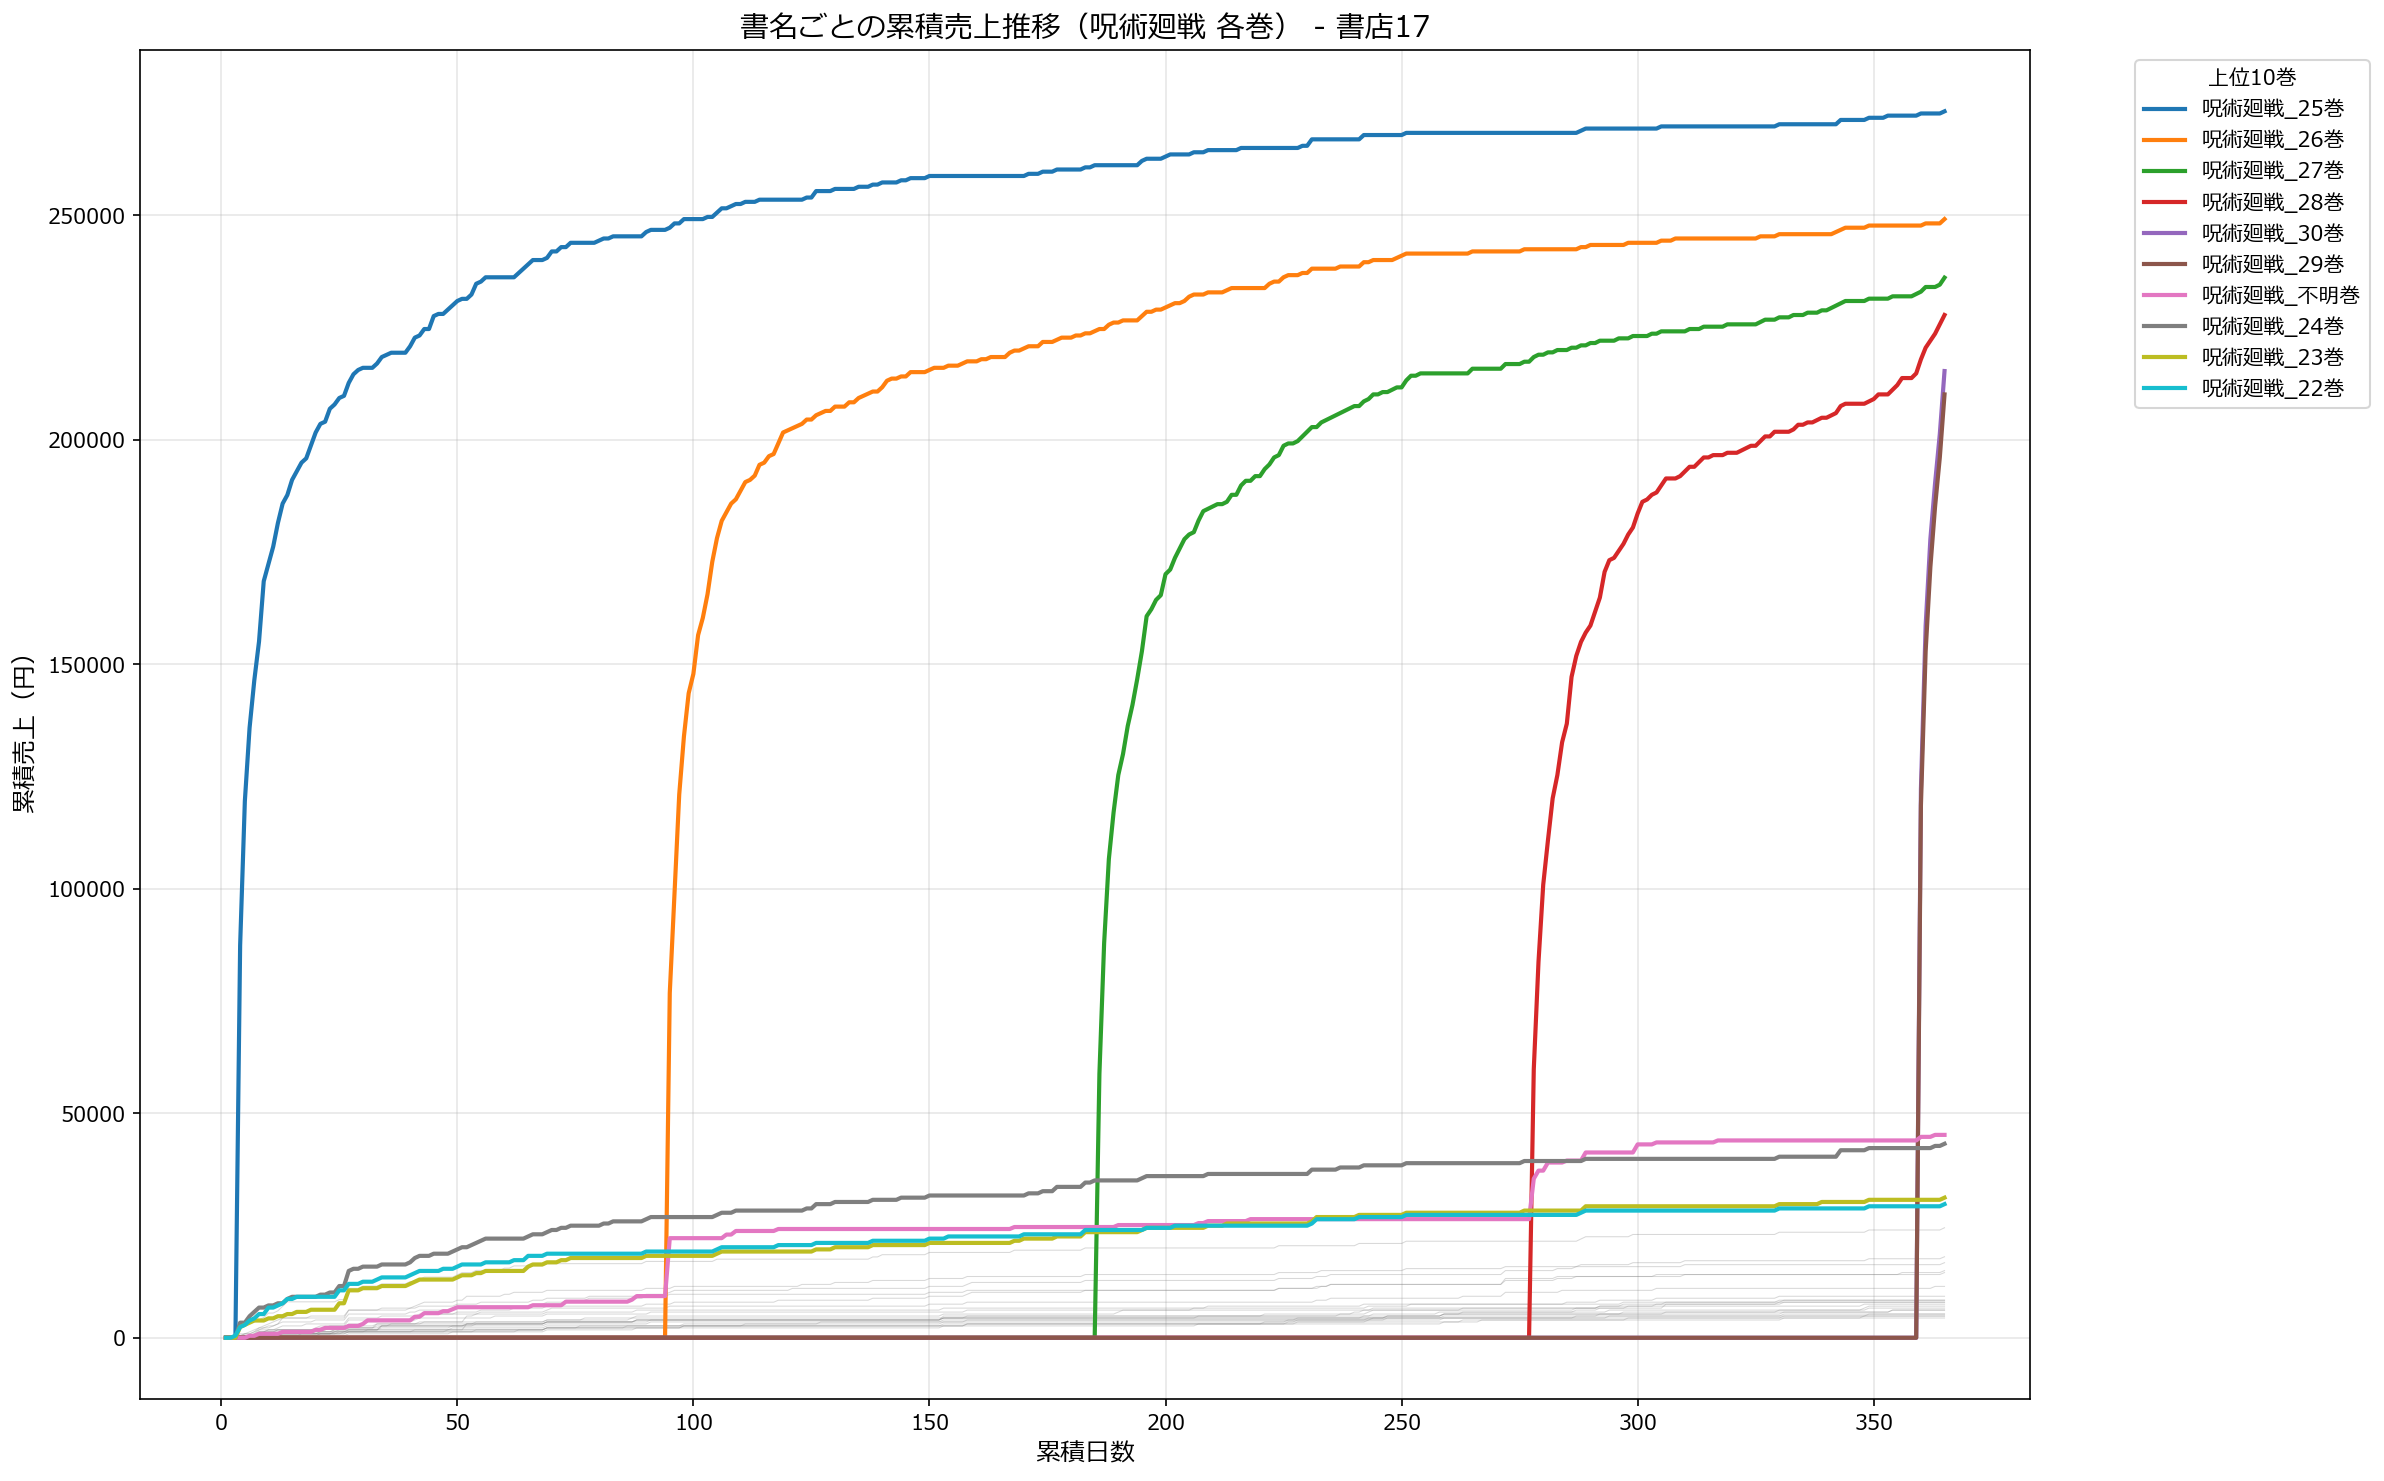 書名ごとの累積売上推移（呪術廻戦 各巻） - 書店17
上位10巻
呪術廻戦_25巻
呪術廻戦_26巻
呪術廻戦_27巻
呪術廻戦_28巻
呪術廻戦_30巻
呪術廻戦_29巻
呪術廻戦_不明巻
呪術廻戦_24巻
呪術廻戦_23巻
呪術廻戦_22巻
累積売上（円）
250000
200000
150000
100000
50000
0
0 50 100 150 200 250 300 350
累積日数